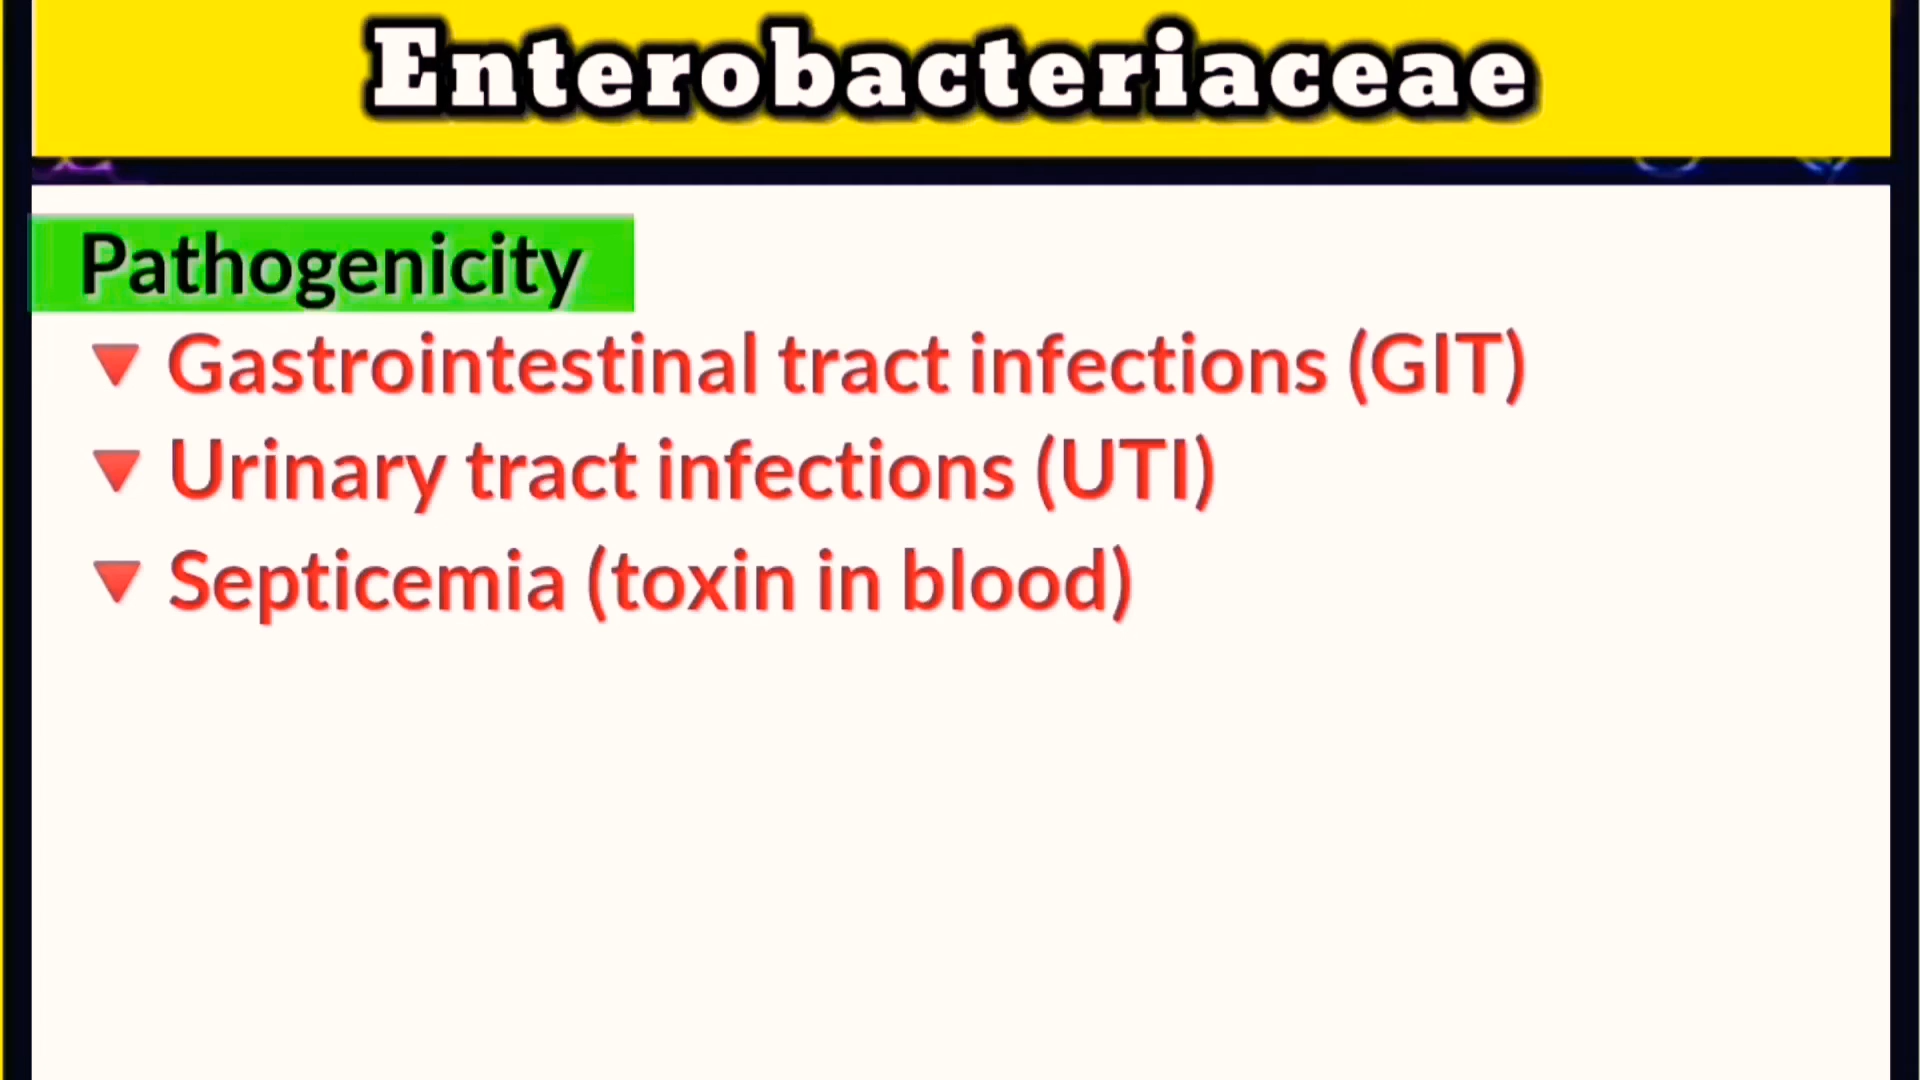 Enterobacteriaceae
Pathogenicity
🔻 Gastrointestinal tract infections (GIT)
🔻 Urinary tract infections (UTI)
🔻 Septicemia (toxin in blood)